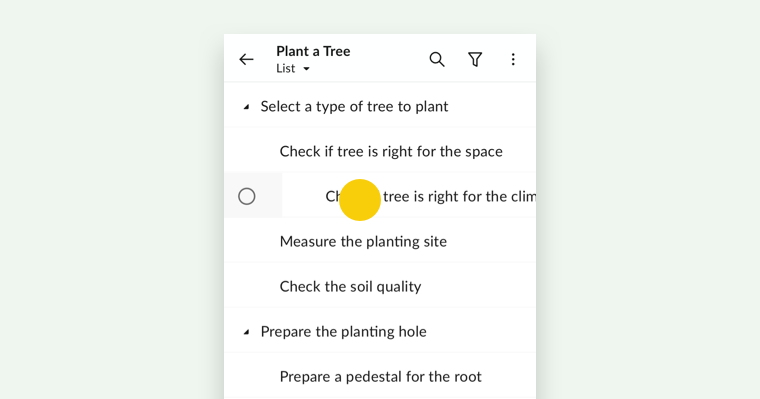 Plant a Tree
List
Select a type of tree to plant
Check if tree is right for the space
tree is right for the clim
Measure the planting site
Check the soil quality
Prepare the planting hole
Prepare a pedestal for the root